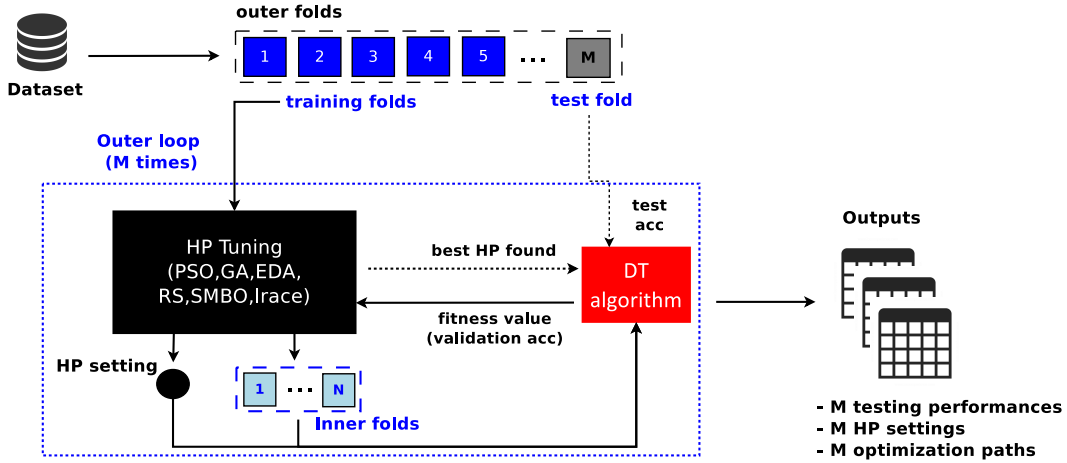 outer folds
1 2 3 4 5 ... M
Dataset
training folds
test fold
Outer loop
(M times)
test
acc
HP Tuning
(PSO,GA,EDA,
RS,SMBO,Irace)
best HP found
DT
algorithm
fitness value
(validation acc)
HP setting
1 ... N
Inner folds
Outputs
- M testing performances
- M HP settings
- M optimization paths